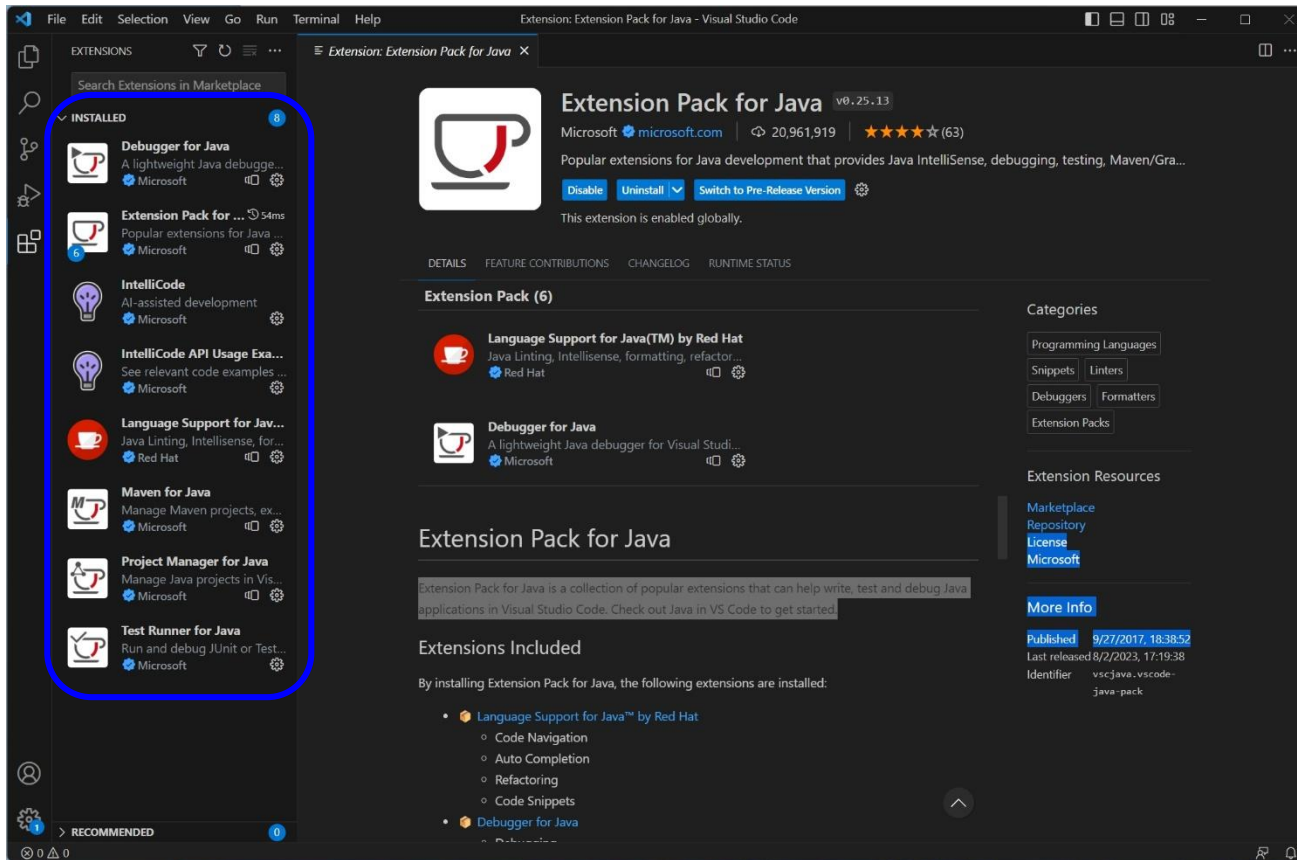 File Edit Selection View Go Run Terminal Help
Extension: Extension Pack for Java - Visual Studio Code
EXTENSIONS
Search Extensions in Marketplace
INSTALLED 8
Debugger for Java
A lightweight Java debugge...
Microsoft
Extension Pack for ... 54ms
Popular extensions for Java ...
6 Microsoft
IntelliCode
AI-assisted development
Microsoft
IntelliCode API Usage Exa...
See relevant code examples ...
Microsoft
Language Support for Jav...
Java Linting, Intellisense, for...
Red Hat
Maven for Java
Manage Maven projects, ex...
Microsoft
Project Manager for Java
Manage Java projects in Vis...
Microsoft
Test Runner for Java
Run and debug JUnit or Test...
Microsoft
RECOMMENDED 0
1
0 0
Extension: Extension Pack for Java
Extension Pack for Java v0.25.13
Microsoft microsoft.com 20,961,919 (63)
Popular extensions for Java development that provides Java IntelliSense, debugging, testing, Maven/Gra...
Disable Uninstall Switch to Pre-Release Version
This extension is enabled globally.
DETAILS FEATURE CONTRIBUTIONS CHANGELOG RUNTIME STATUS
Extension Pack (6)
Language Support for Java(TM) by Red Hat
Java Linting, Intellisense, formatting, refactor...
Red Hat
Debugger for Java
A lightweight Java debugger for Visual Studi...
Microsoft
Extension Pack for Java
Extension Pack for Java is a collection of popular extensions that can help write, test and debug Java
applications in Visual Studio Code. Check out Java in VS Code to get started.
Extensions Included
By installing Extension Pack for Java, the following extensions are installed:
• Language Support for Java™ by Red Hat
◦ Code Navigation
◦ Auto Completion
◦ Refactoring
◦ Code Snippets
• Debugger for Java
◦ Debugging
Categories
Programming Languages
Snippets Linters
Debuggers Formatters
Extension Packs
Extension Resources
Marketplace
Repository
License
Microsoft
More Info
Published 9/27/2017, 18:38:52
Last released 8/2/2023, 17:19:38
Identifier vscjava.vscode-
java-pack